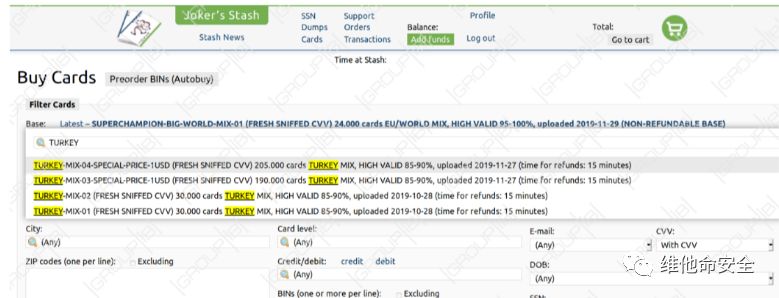 Joker's Stash
Stash News
SSN Support Profile
Dumps Orders Balance:
Cards Transactions Add funds Log out
Total:
Go to cart
Time at Stash:
Buy Cards Preorder BINs (Autobuy)
Filter Cards
Base: Latest – SUPERCHAMPION-BIG-WORLD-MIX-01 (FRESH SNIFFED CVV) 24.000 cards EU/WORLD MIX, HIGH VALID 95-100%, uploaded 2019-11-29 (NON-REFUNDABLE BASE)
TURKEY
TURKEY-MIX-04-SPECIAL-PRICE-1USD (FRESH SNIFFED CVV) 205.000 cards TURKEY MIX, HIGH VALID 85-90%, uploaded 2019-11-27 (time for refunds: 15 minutes)
TURKEY-MIX-03-SPECIAL-PRICE-1USD (FRESH SNIFFED CVV) 190.000 cards TURKEY MIX, HIGH VALID 85-90%, uploaded 2019-11-27 (time for refunds: 15 minutes)
TURKEY-MIX-02 (FRESH SNIFFED CVV) 30.000 cards TURKEY MIX, HIGH VALID 85-90%, uploaded 2019-10-28 (time for refunds: 15 minutes)
TURKEY-MIX-01 (FRESH SNIFFED CVV) 30.000 cards TURKEY MIX, HIGH VALID 85-90%, uploaded 2019-10-28 (time for refunds: 15 minutes)
City: Card level: E-mail: CVV:
(Any) (Any) (Any) With CVV
ZIP codes (one per line): Excluding Credit/debit: credit debit DOB:
(Any) (Any)
BINs (one or more per line): Excluding
SSN:
维他命安全
GROUP|iB|